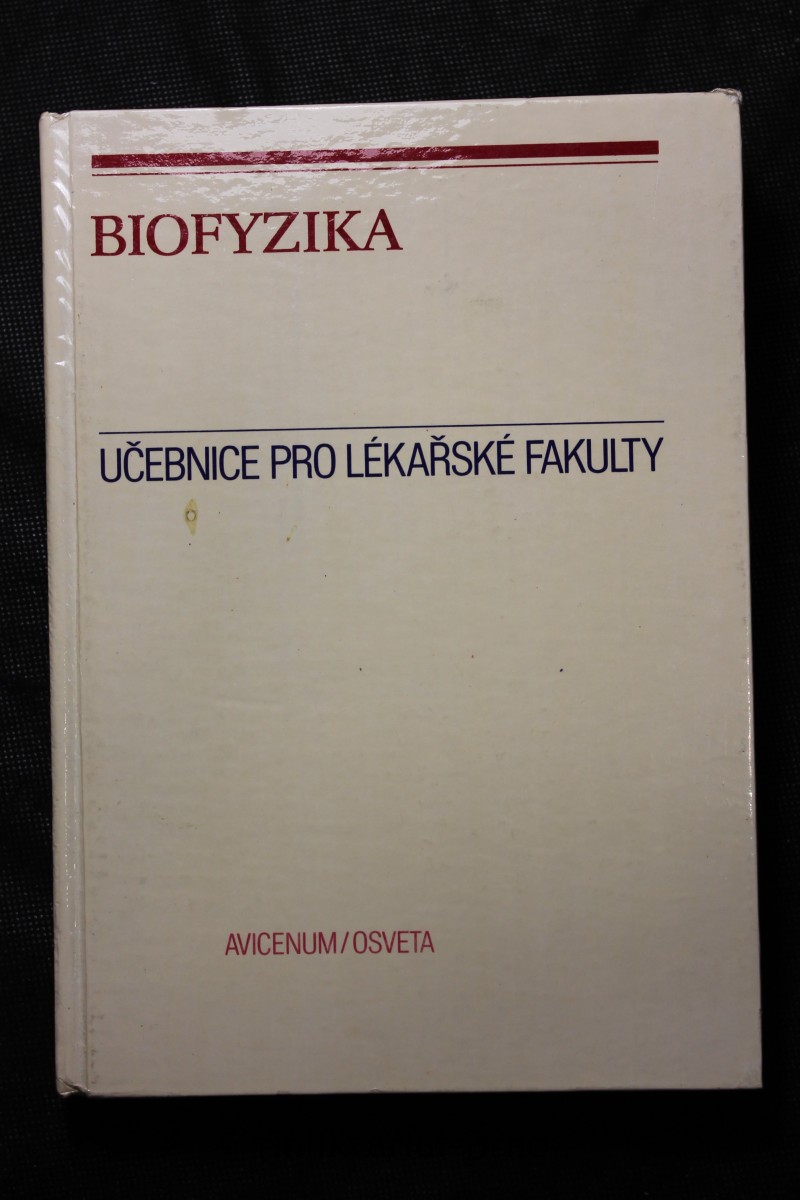 BIOFYZIKA
UČEBNICE PRO LÉKAŘSKÉ FAKULTY
AVICENUM/OSVETA